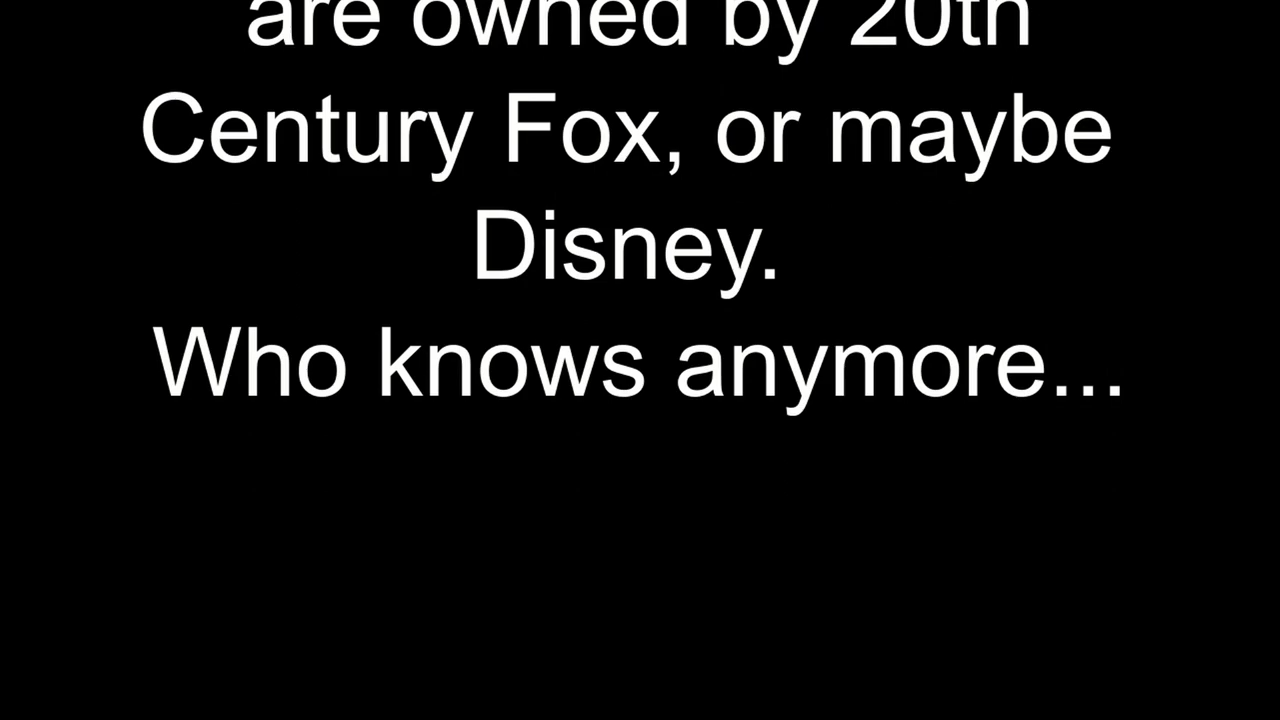 are owned by 20th
Century Fox, or maybe
Disney.
Who knows anymore...